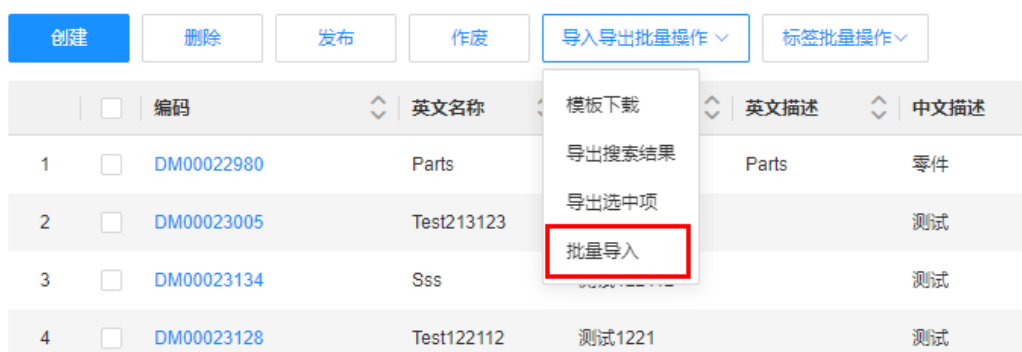 创建 删除 发布 作废 导入导出批量操作 标签批量操作
编码 英文名称 模板下载 英文描述 中文描述
1 DM00022980 Parts 导出搜索结果 Parts 零件
导出选中项
2 DM00023005 Test213123 测试
批量导入
3 DM00023134 Sss 测试
4 DM00023128 Test122112 测试1221 测试